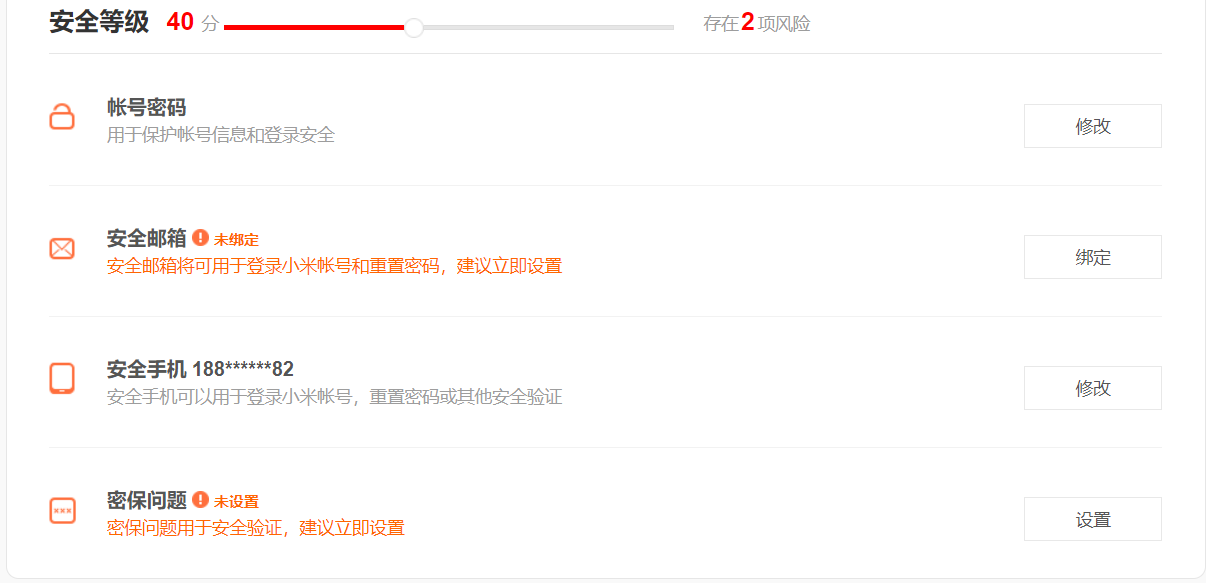 安全等级 40 分 存在2项风险
帐号密码
用于保护帐号信息和登录安全
修改
安全邮箱 未绑定
安全邮箱将可用于登录小米帐号和重置密码，建议立即设置
绑定
安全手机 188******82
安全手机可以用于登录小米帐号，重置密码或其他安全验证
修改
密保问题 未设置
密保问题用于安全验证，建议立即设置
设置